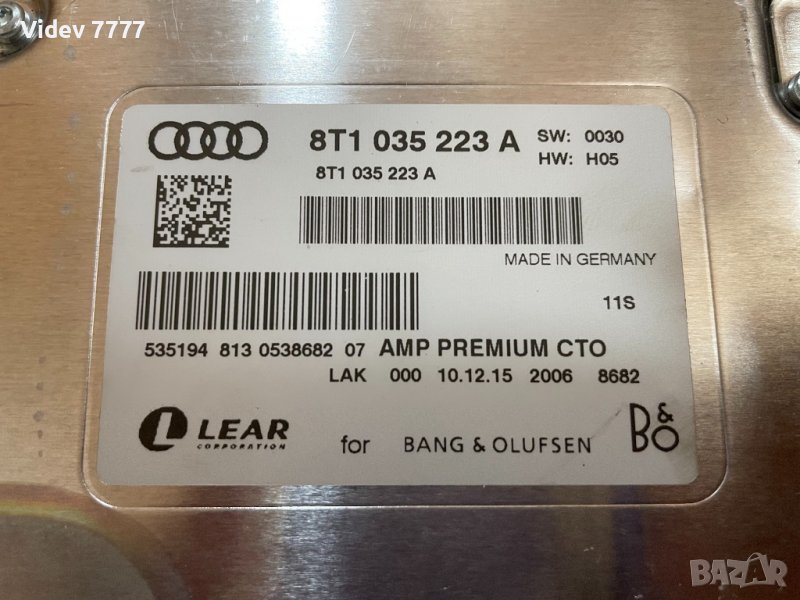 Videv 7777
8T1 035 223 A SW: 0030
8T1 035 223 A HW: H05
MADE IN GERMANY
11S
535194 813 0538682 07 AMP PREMIUM CTO
LAK 000 10.12.15 2006 8682
L LEAR CORPORATION for BANG & OLUFSEN B&O
BAZAR